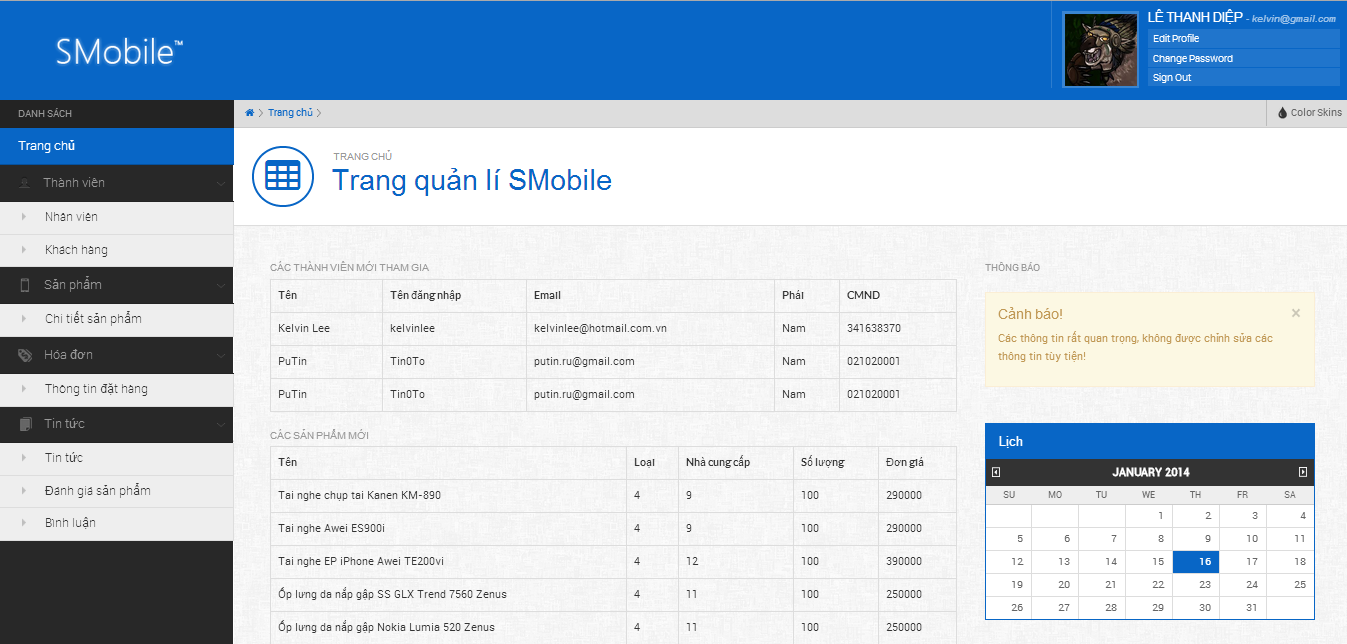 SMobile™
LÊ THANH DIỆP - kelvin@gmail.com
Edit Profile
Change Password
Sign Out
DANH SÁCH
Trang chủ
Thành viên
Nhân viên
Khách hàng
Sản phẩm
Chi tiết sản phẩm
Hóa đơn
Thông tin đặt hàng
Tin tức
Tin tức
Đánh giá sản phẩm
Bình luận
Trang chủ
Color Skins
TRANG CHỦ
Trang quản lí SMobile
CÁC THÀNH VIÊN MỚI THAM GIA
Tên Tên đăng nhập Email Phái CMND
Kelvin Lee kelvinlee kelvinlee@hotmail.com.vn Nam 341638370
PuTin Tin0To putin.ru@gmail.com Nam 021020001
PuTin Tin0To putin.ru@gmail.com Nam 021020001
CÁC SẢN PHẨM MỚI
Tên Loại Nhà cung cấp Số lượng Đơn giá
Tai nghe chụp tai Kanen KM-890 4 9 100 290000
Tai nghe Awei ES900i 4 9 100 290000
Tai nghe EP iPhone Awei TE200vi 4 12 100 390000
Ốp lưng da nắp gập SS GLX Trend 7560 Zenus 4 11 100 250000
Ốp lưng da nắp gập Nokia Lumia 520 Zenus 4 11 100 250000
THÔNG BÁO
Cảnh báo! ×
Các thông tin rất quan trọng, không được chỉnh sửa các
thông tin tùy tiện!
Lịch
JANUARY 2014
SU MO TU WE TH FR SA
1 2 3 4
5 6 7 8 9 10 11
12 13 14 15 16 17 18
19 20 21 22 23 24 25
26 27 28 29 30 31